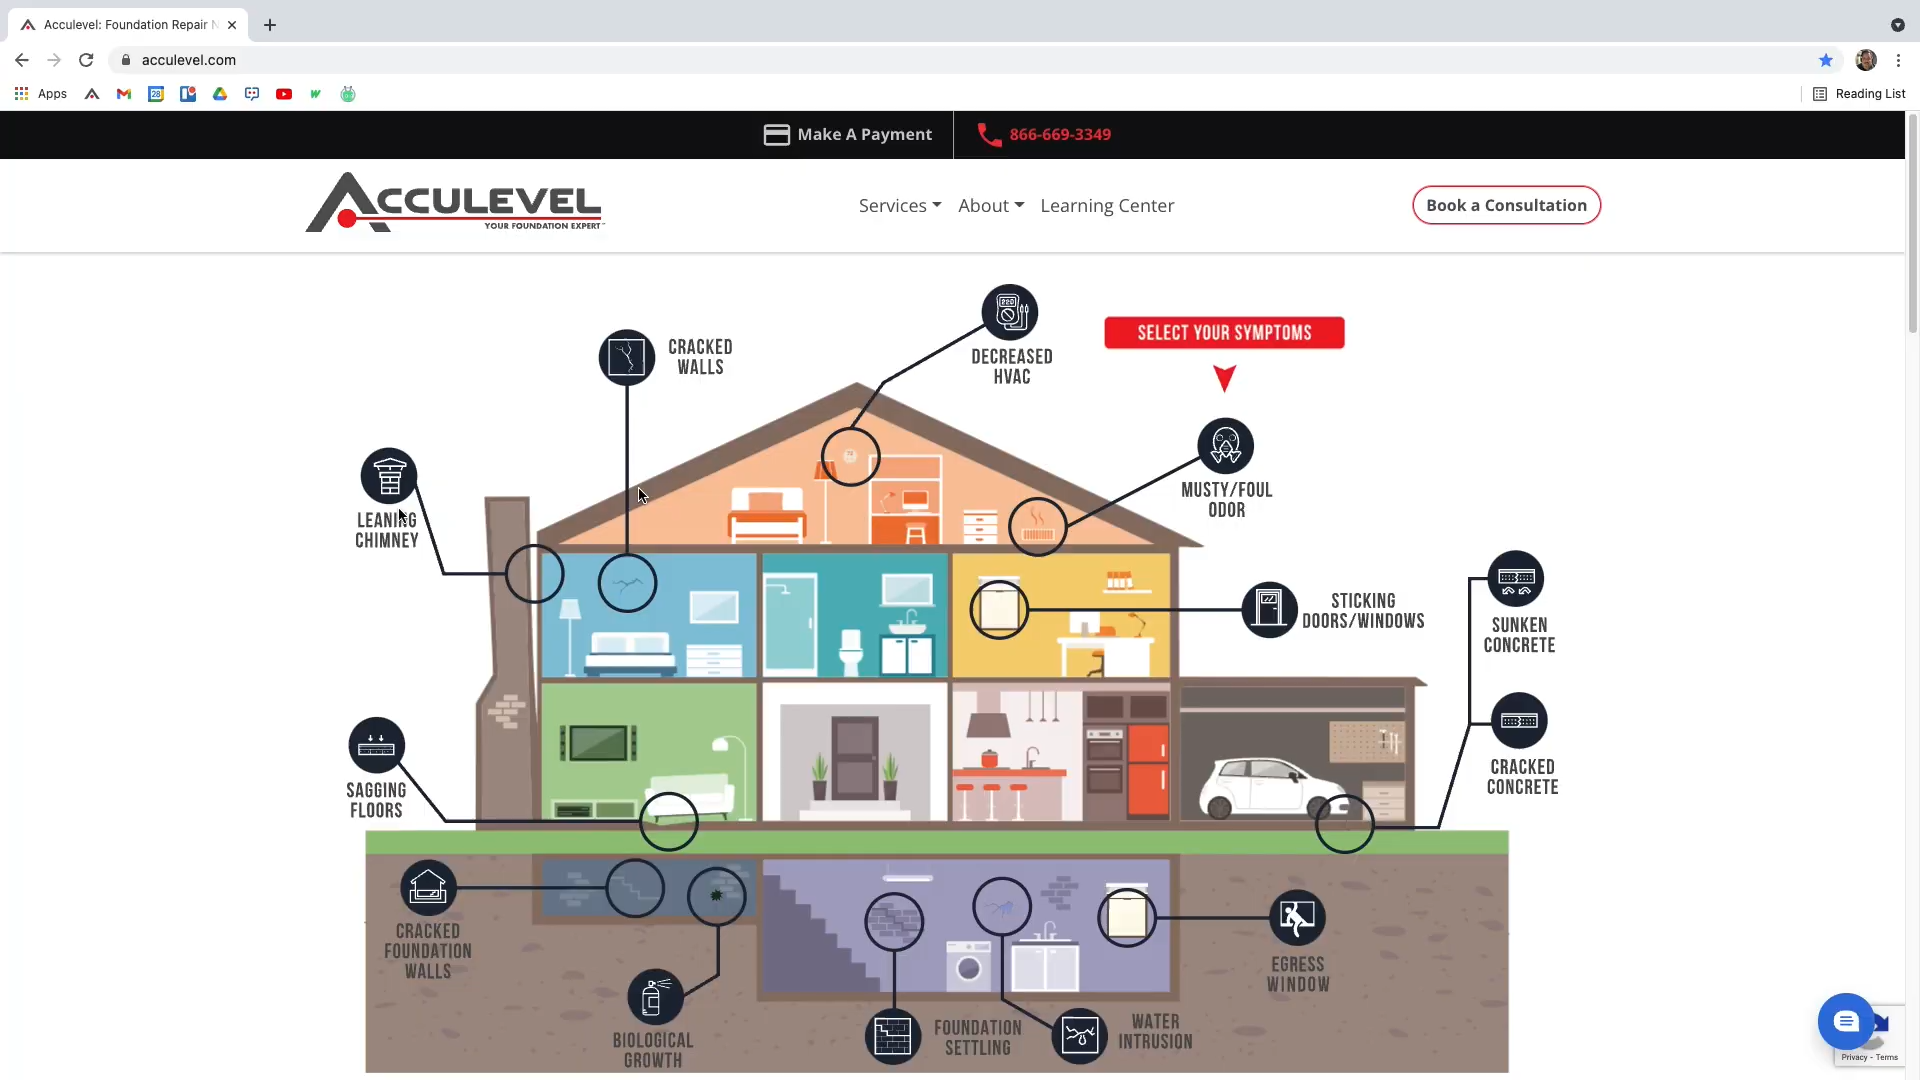 Acculevel: Foundation Repair N
acculevel.com
Apps
28
Reading List
Make A Payment
866-669-3349
ACCULEVEL
YOUR FOUNDATION EXPERT
Services
About
Learning Center
Book a Consultation
DECREASED
HVAC
SELECT YOUR SYMPTOMS
CRACKED
WALLS
MUSTY/FOUL
ODOR
LEANING
CHIMNEY
STICKING
DOORS/WINDOWS
SUNKEN
CONCRETE
CRACKED
CONCRETE
SAGGING
FLOORS
CRACKED
FOUNDATION
WALLS
EGRESS
WINDOW
BIOLOGICAL
GROWTH
FOUNDATION
SETTLING
WATER
INTRUSION
Privacy - Terms